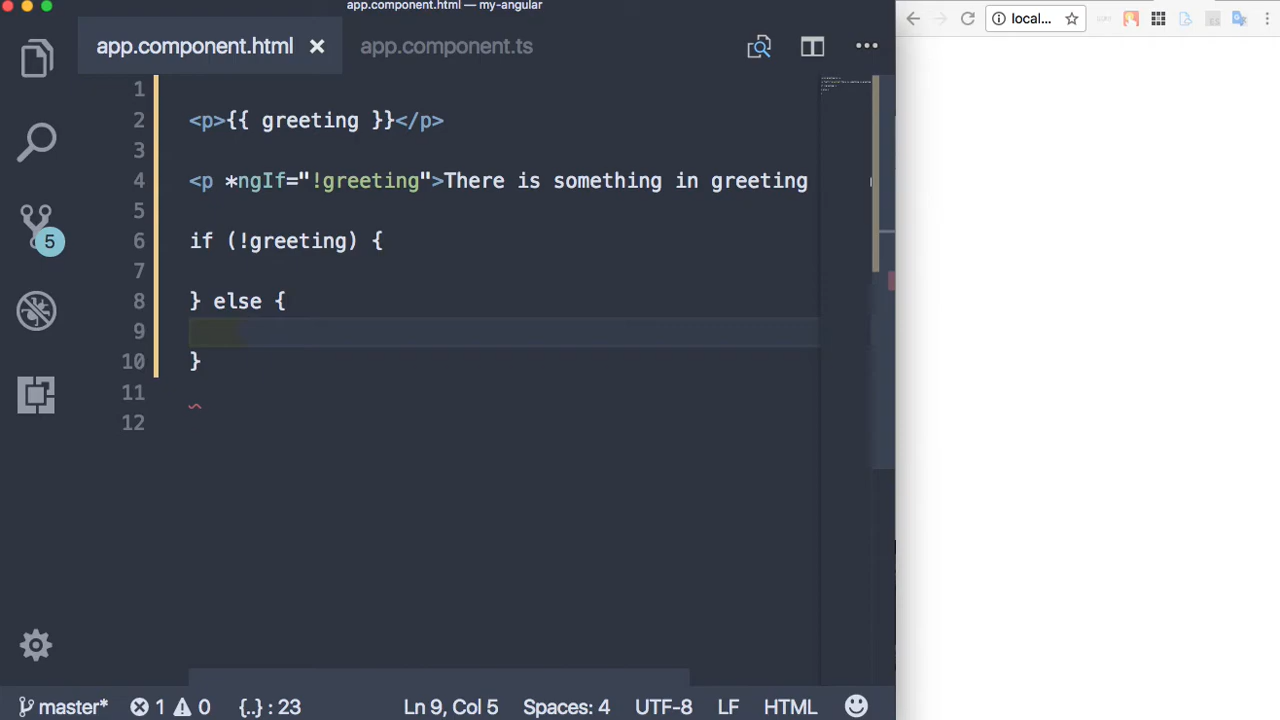 app.component.html — my-angular
app.component.html
app.component.ts
local...
1
2 <p>{{ greeting }}</p>
3
4 <p *ngIf="!greeting">There is something in greeting
5
6 if (!greeting) {
7
8 } else {
9
10 }
11
12
5
master* 1 0 {..} : 23 Ln 9, Col 5 Spaces: 4 UTF-8 LF HTML